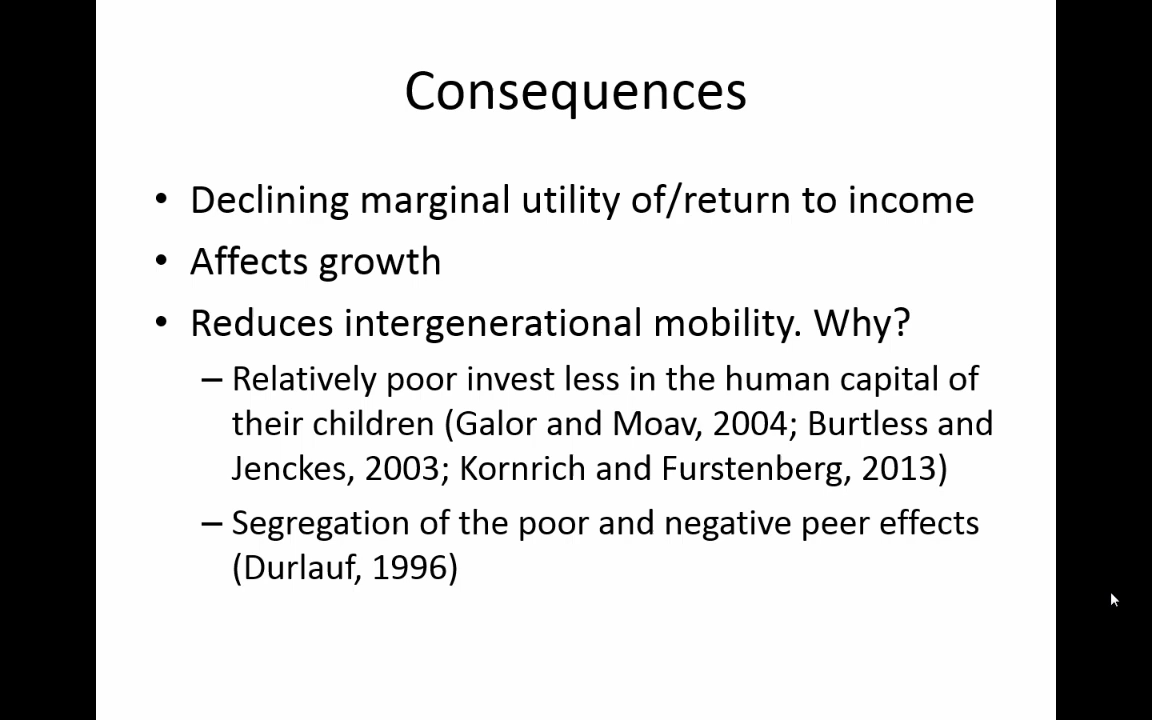 Consequences
• Declining marginal utility of/return to income
• Affects growth
• Reduces intergenerational mobility. Why?
– Relatively poor invest less in the human capital of
their children (Galor and Moav, 2004; Burtless and
Jenckes, 2003; Kornrich and Furstenberg, 2013)
– Segregation of the poor and negative peer effects
(Durlauf, 1996)